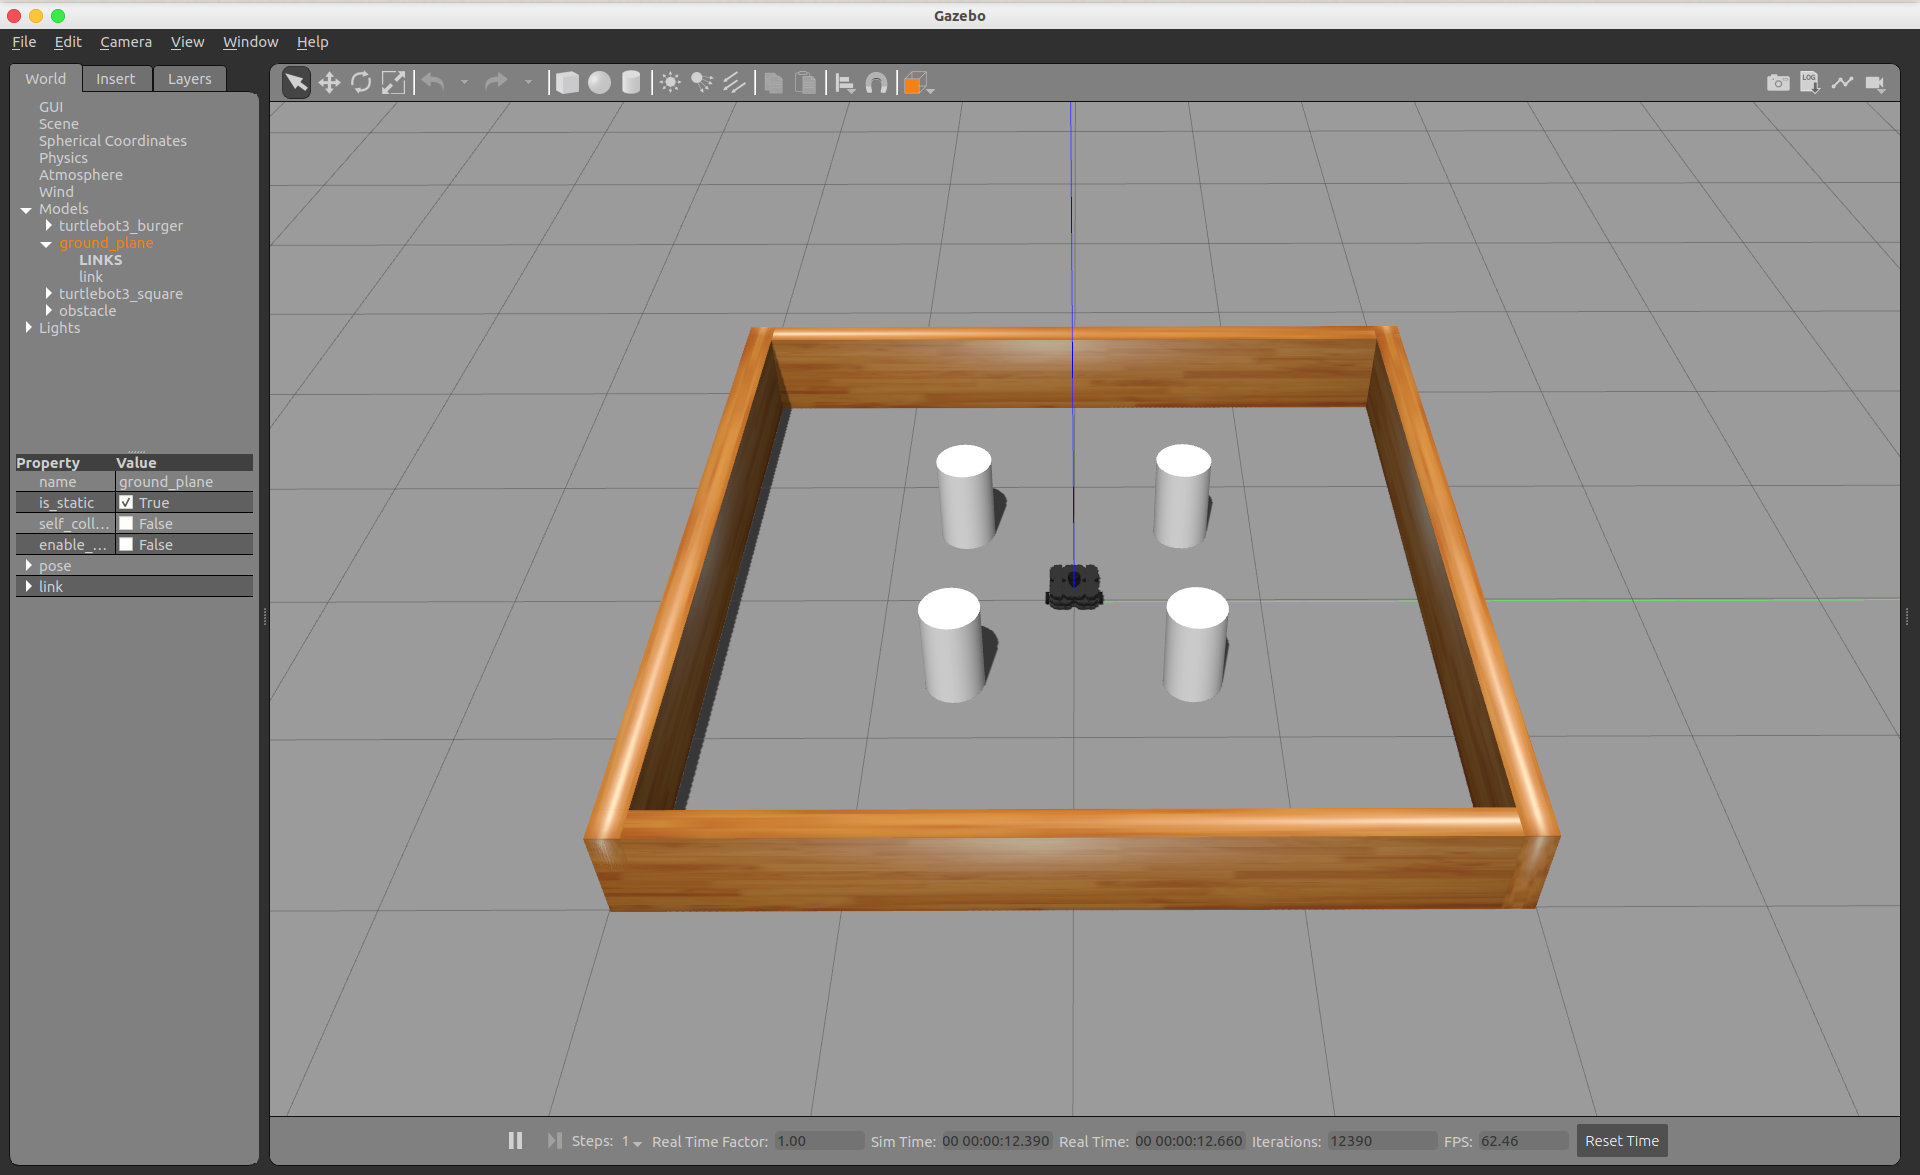 Gazebo
File Edit Camera View Window Help
World Insert Layers
LOG
GUI
Scene
Spherical Coordinates
Physics
Atmosphere
Wind
Models
turtlebot3_burger
ground_plane
LINKS
link
turtlebot3_square
obstacle
Lights
Property Value
name ground_plane
is_static True
self_coll... False
enable_... False
pose
link
Steps: 1 Real Time Factor: 1.00 Sim Time: 00 00:00:12.390 Real Time: 00 00:00:12.660 Iterations: 12390 FPS: 62.46 Reset Time